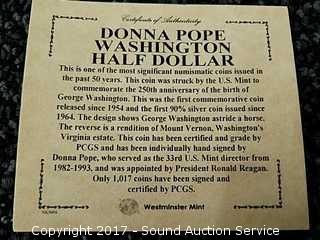 Certificate of Authenticity
DONNA POPE
WASHINGTON
HALF DOLLAR
This is one of the most significant numismatic coins issued in
the past 50 years. This coin was struck by the U.S. Mint to
commemorate the 250th anniversary of the birth of
George Washington. This was the first commemorative coin
released since 1954 and the first 90% silver coin issued since
1964. The design shows George Washington astride a horse.
The reverse is a rendition of Mount Vernon, Washington's
Virginia estate. This coin has been certified and grade by
PCGS and has been individually hand signed by
Donna Pope, who served as the 33rd U.S. Mint director from
1982-1993, and was appointed by President Ronald Reagan.
Only 1,017 coins have been signed and
certified by PCGS.
Westminster Mint
Copyright 2017 - South Auction